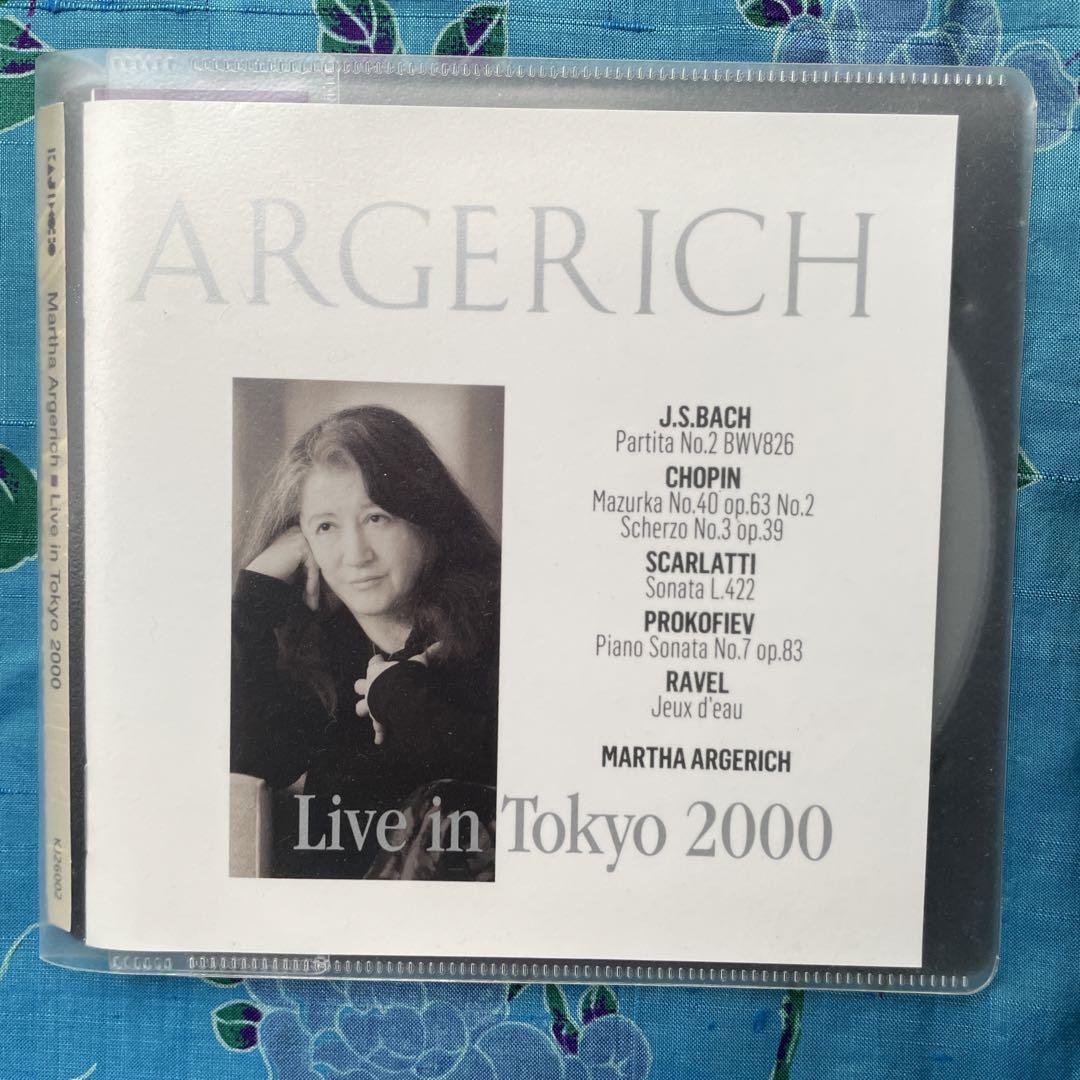 ARGERICH
J.S.BACH
Partita No.2 BWV826
CHOPIN
Mazurka No.40 op.63 No.2
Scherzo No.3 op.39
SCARLATTI
Sonata L.422
PROKOFIEV
Piano Sonata No.7 op.83
RAVEL
Jeux d'eau
MARTHA ARGERICH
Live in Tokyo 2000
Martha Argerich ■ Live in Tokyo 2000
KJ26002